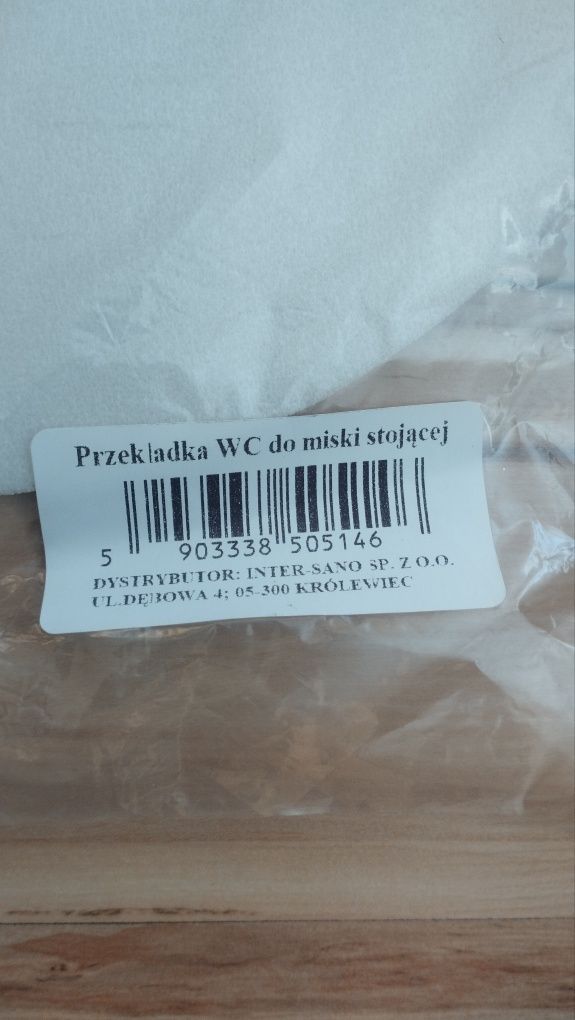 Przekładka WC do miski stojącej
5 903338 505146
DYSTRYBUTOR: INTER-SANO SP. Z O.O.
UL.DĘBOWA 4; 05-300 KRÓLEWIEC